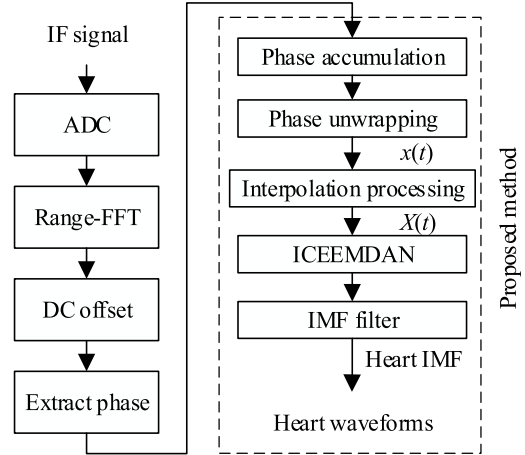 IF signal
ADC
Range-FFT
DC offset
Extract phase
Phase accumulation
Phase unwrapping
x(t)
Interpolation processing
X(t)
ICEEMDAN
IMF filter
Heart IMF
Heart waveforms
Proposed method